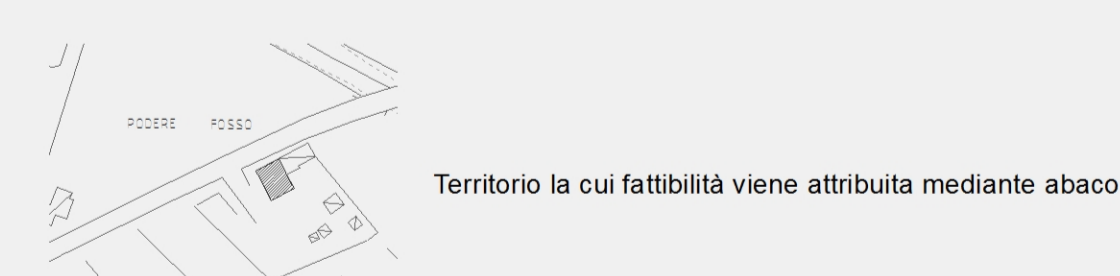 PODERE FOSSO
Territorio la cui fattibilità viene attribuita mediante abaco